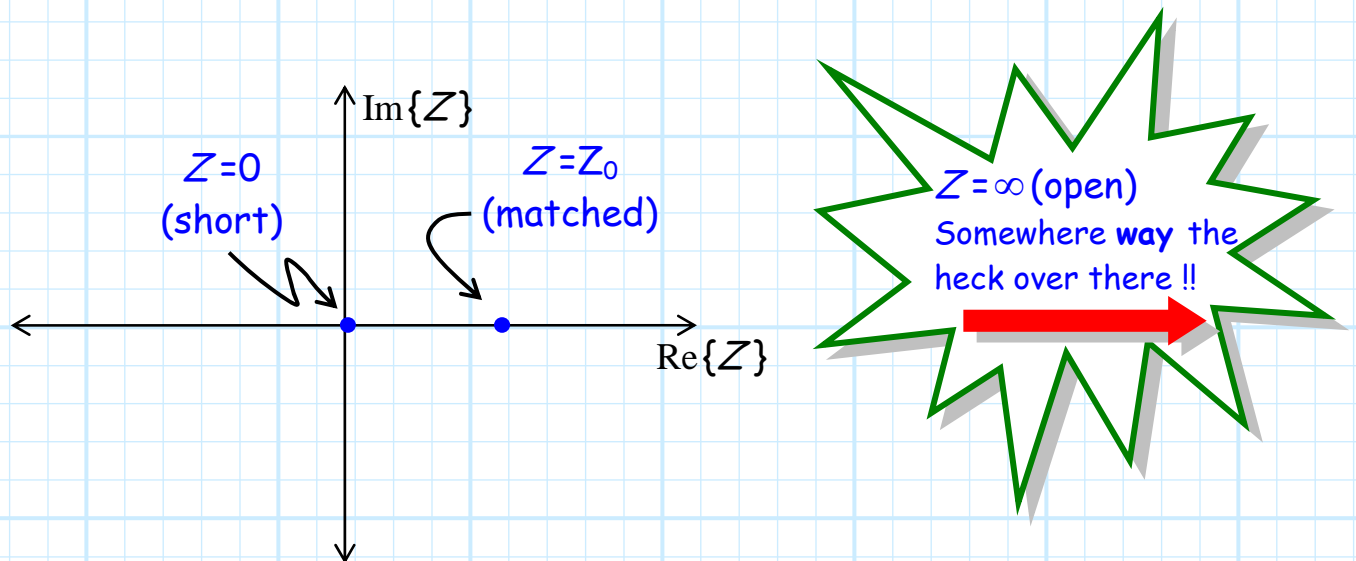 Im{Z}
Z=0
(short)
Z=Z₀
(matched)
Re{Z}
Z=∞(open)
Somewhere way the
heck over there !!